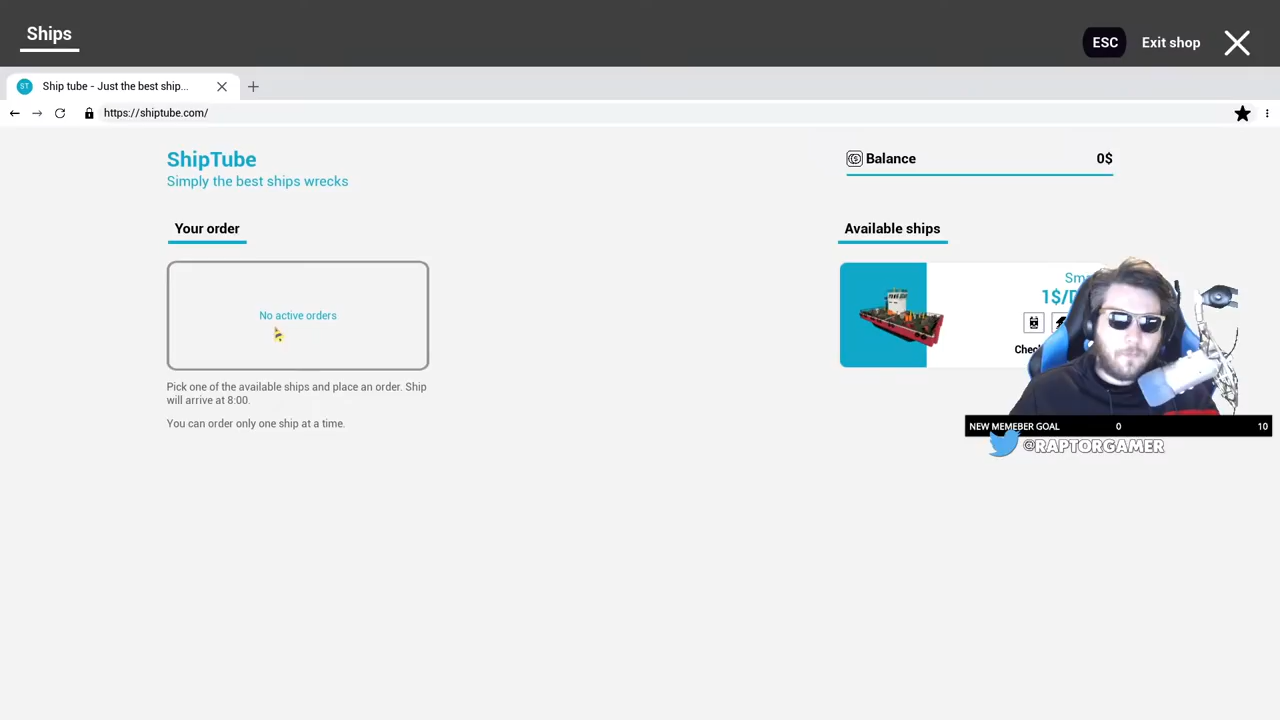 Ships
ESC Exit shop
Ship tube - Just the best ship...
https://shiptube.com/
ShipTube
Simply the best ships wrecks
Balance 0$
Your order
Available ships
No active orders
1$/
Pick one of the available ships and place an order. Ship
will arrive at 8:00.
You can order only one ship at a time.
NEW MEMEBER GOAL 0 10
@RAPTORGAMER